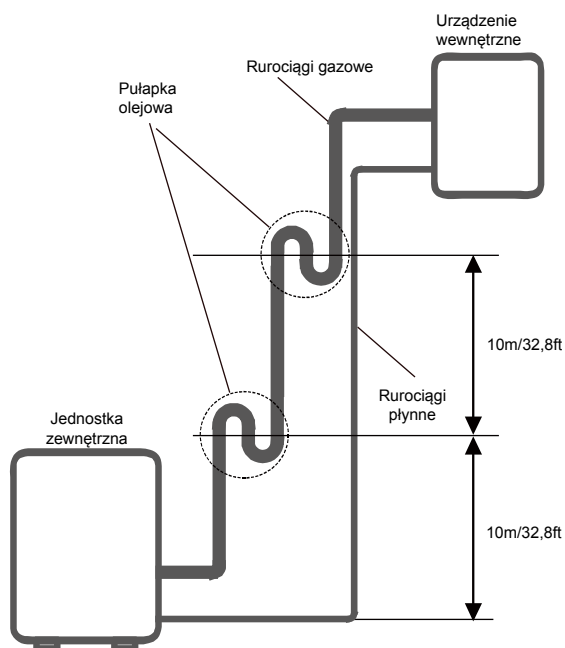 Urządzenie
wewnętrzne
Rurociągi gazowe
Pułapka
olejowa
10m/32,8ft
Rurociągi
płynne
Jednostka
zewnętrzna
10m/32,8ft